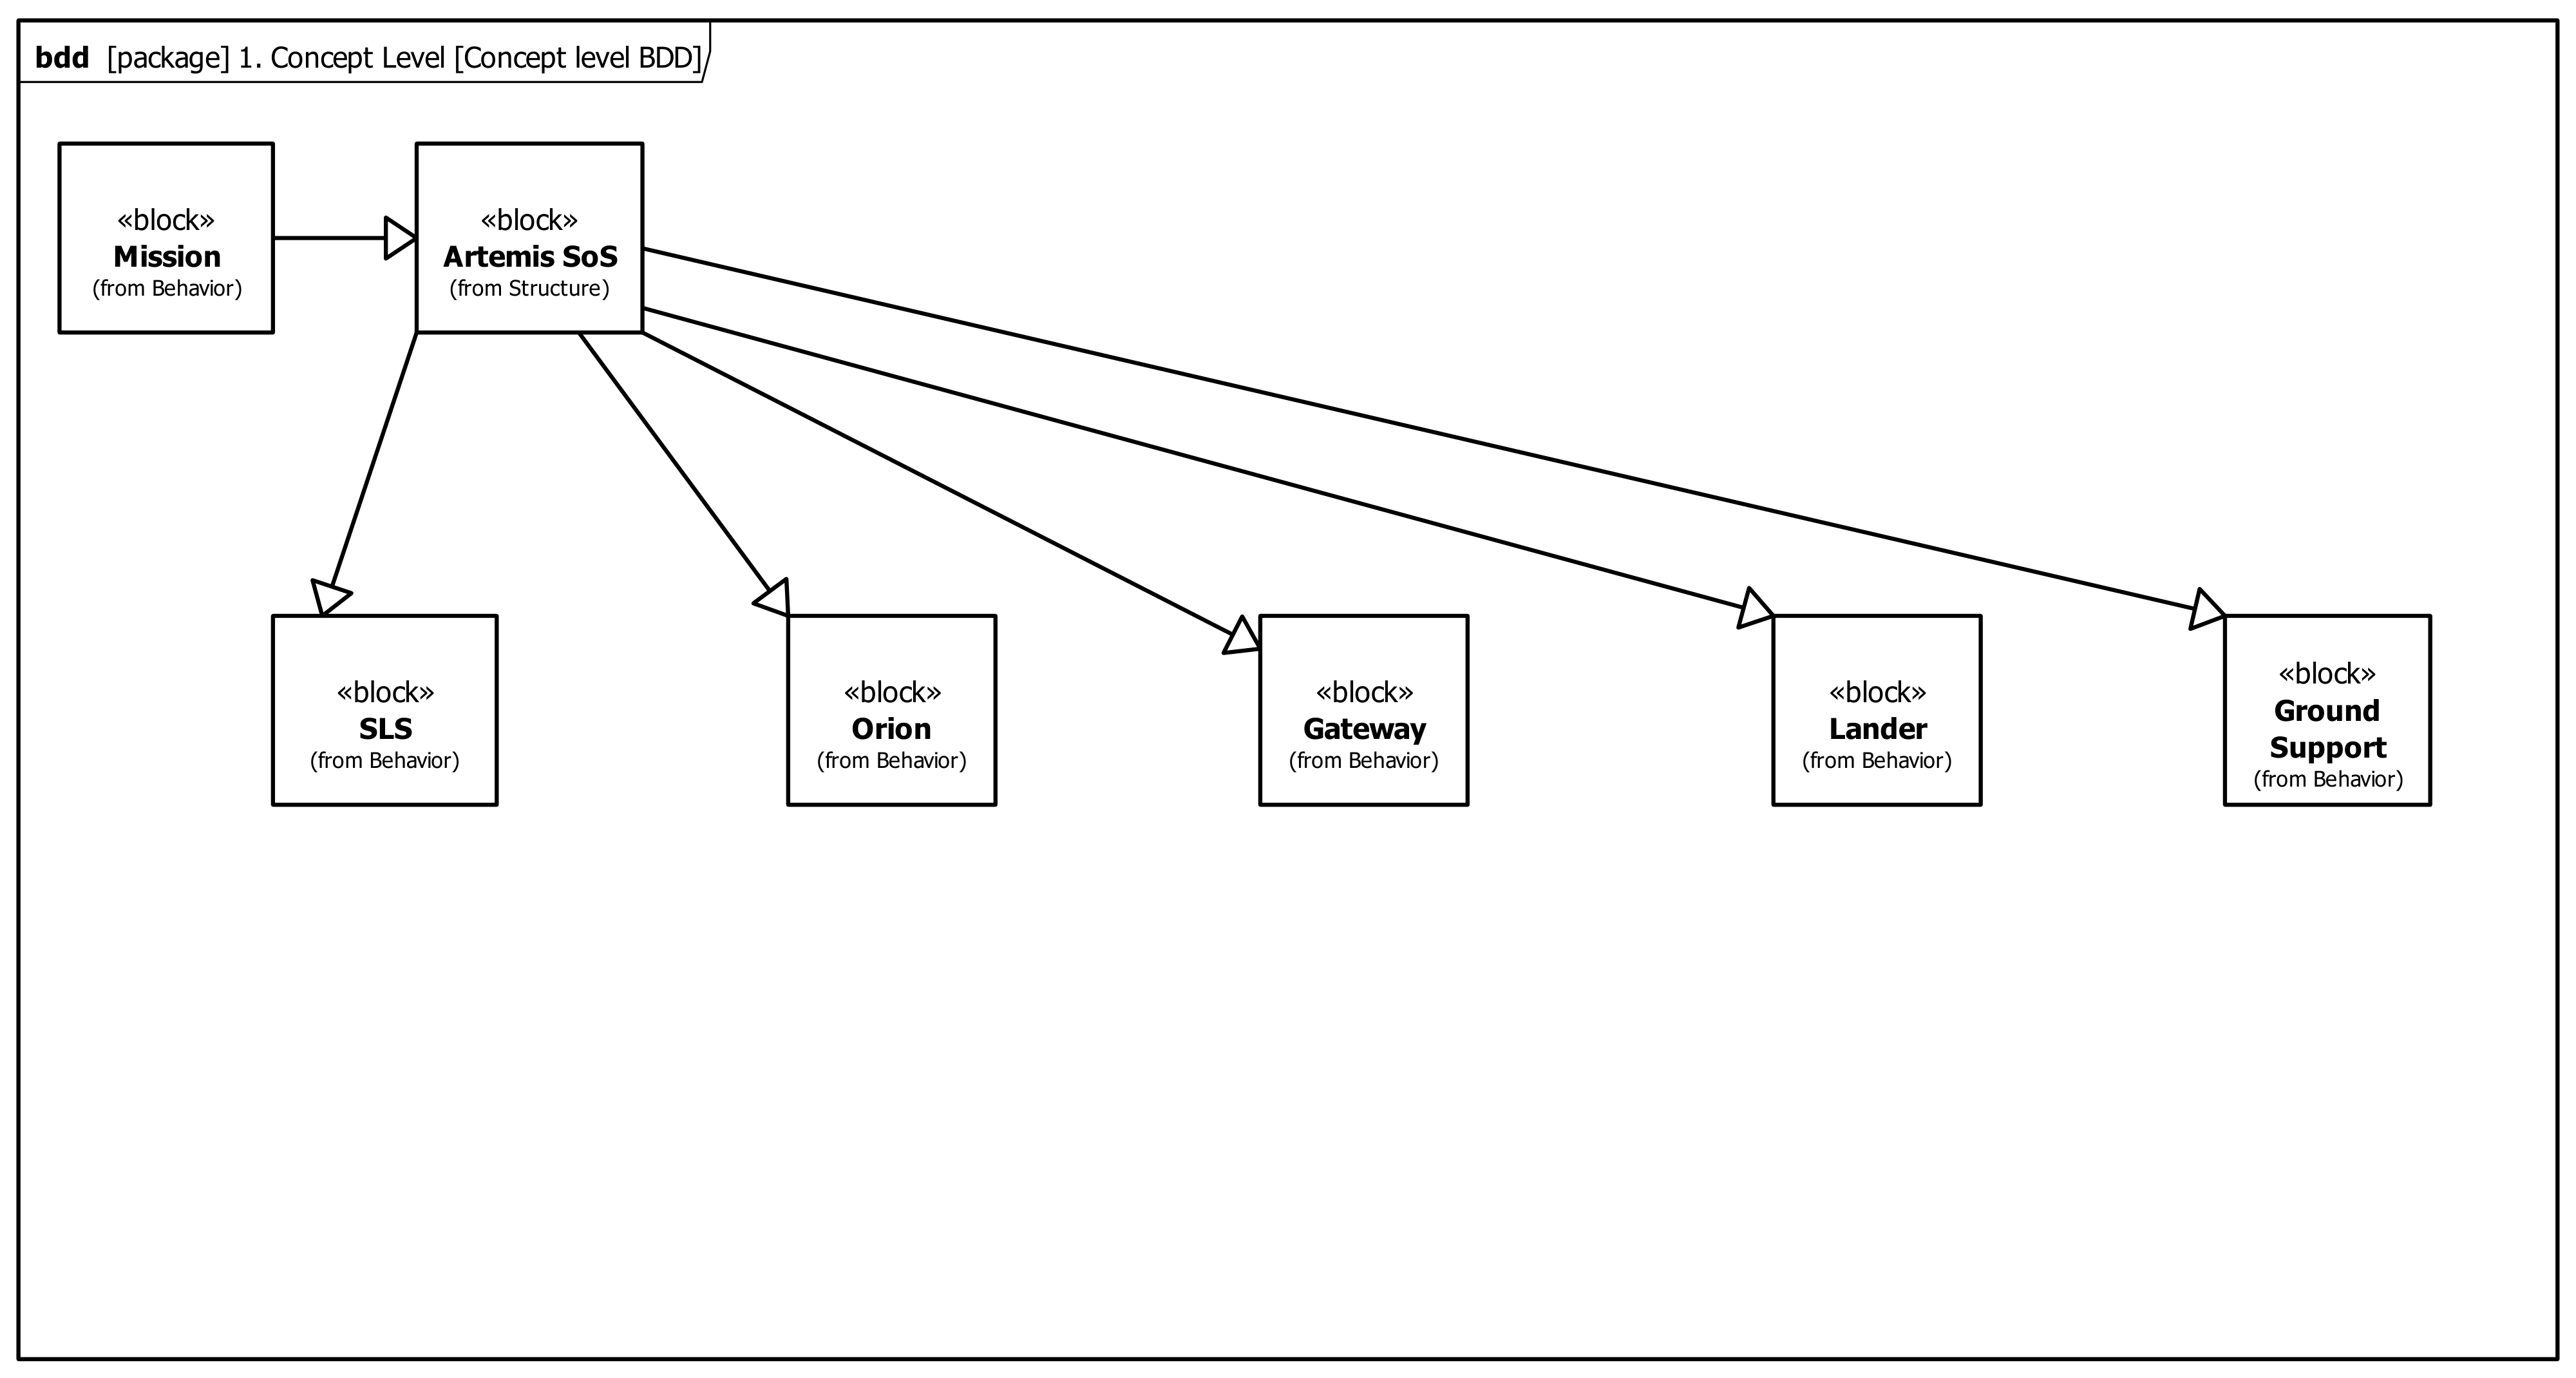 bdd [package] 1. Concept Level [Concept level BDD]
«block»
Mission
(from Behavior)
«block»
Artemis SoS
(from Structure)
«block»
SLS
(from Behavior)
«block»
Orion
(from Behavior)
«block»
Gateway
(from Behavior)
«block»
Lander
(from Behavior)
«block»
Ground
Support
(from Behavior)